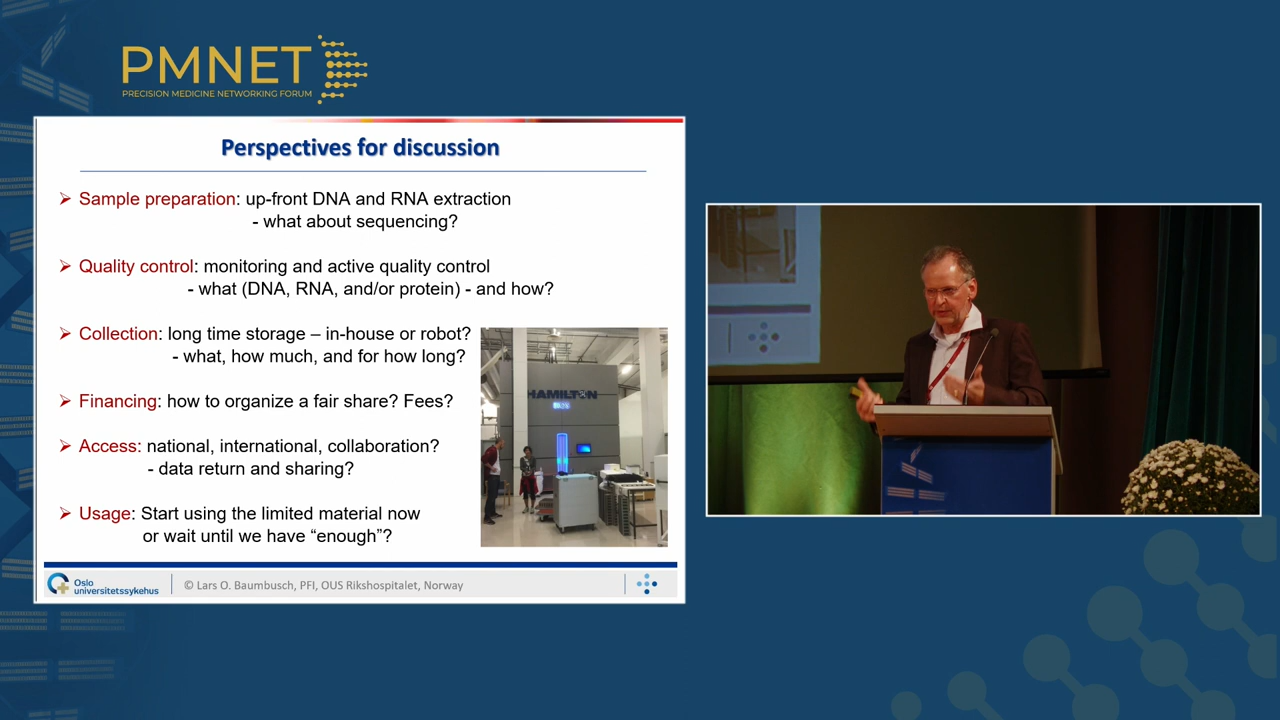 PMNET
PRECISION MEDICINE NETWORKING FORUM
Perspectives for discussion
➢ Sample preparation: up-front DNA and RNA extraction
- what about sequencing?
➢ Quality control: monitoring and active quality control
- what (DNA, RNA, and/or protein) - and how?
➢ Collection: long time storage – in-house or robot?
- what, how much, and for how long?
➢ Financing: how to organize a fair share? Fees?
➢ Access: national, international, collaboration?
- data return and sharing?
➢ Usage: Start using the limited material now
or wait until we have “enough”?
HAMILTON
Oslo
universitetssykehus
© Lars O. Baumbusch, PFI, OUS Rikshospitalet, Norway